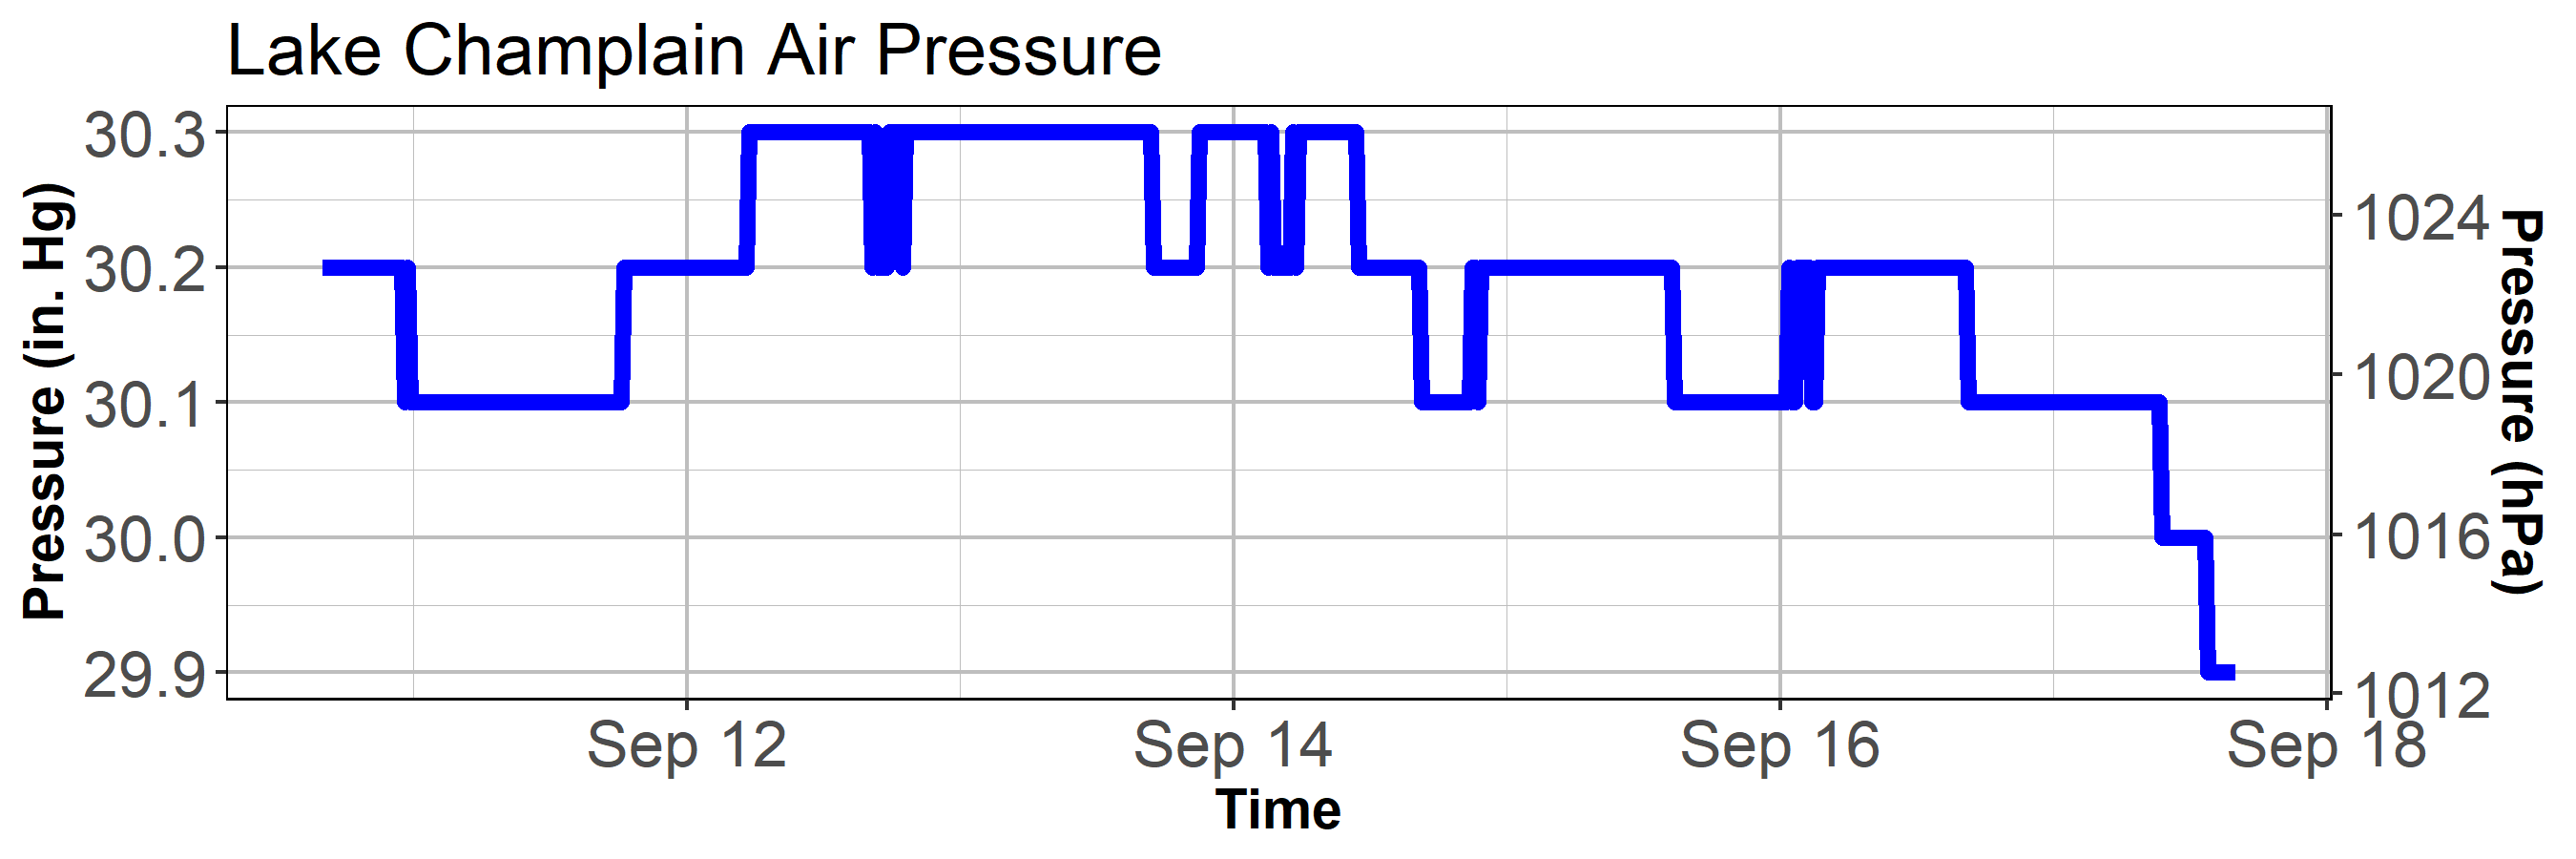 Lake Champlain Air Pressure
30.3
30.2
30.1
30.0
29.9
Pressure (in. Hg)
1024
1020
1016
1012
Pressure (hPa)
Sep 12
Sep 14
Sep 16
Sep 18
Time